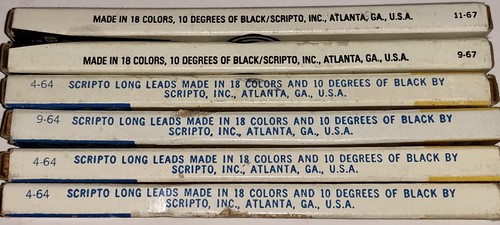 MADE IN 18 COLORS, 10 DEGREES OF BLACK/SCRIPTO, INC., ATLANTA, GA., U.S.A. 11-67
MADE IN 18 COLORS, 10 DEGREES OF BLACK/SCRIPTO, INC., ATLANTA, GA., U.S.A. 9-67
4-64 SCRIPTO LONG LEADS MADE IN 18 COLORS AND 10 DEGREES OF BLACK BY
SCRIPTO, INC., ATLANTA, GA., U.S.A.
9-64 SCRIPTO LONG LEADS MADE IN 18 COLORS AND 10 DEGREES OF BLACK BY
SCRIPTO, INC., ATLANTA, GA., U.S.A.
4-64 SCRIPTO LONG LEADS MADE IN 18 COLORS AND 10 DEGREES OF BLACK BY
SCRIPTO, INC., ATLANTA, GA., U.S.A.
4-64 SCRIPTO LONG LEADS MADE IN 18 COLORS AND 10 DEGREES OF BLACK BY
SCRIPTO, INC., ATLANTA, GA., U.S.A.